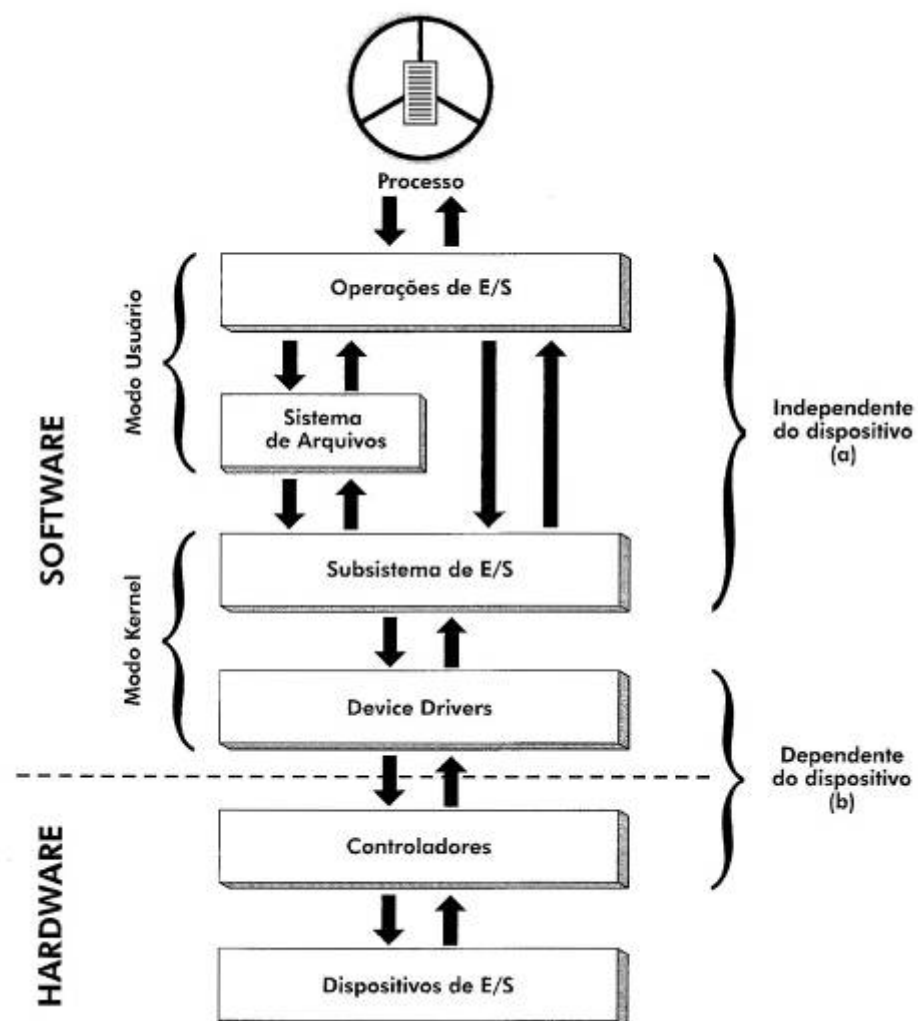 Processo
Operações de E/S
Modo Usuário
Sistema
de Arquivos
Independente
do dispositivo
(a)
SOFTWARE
Subsistema de E/S
Modo Kernel
Device Drivers
Dependente
do dispositivo
(b)
HARDWARE
Controladores
Dispositivos de E/S